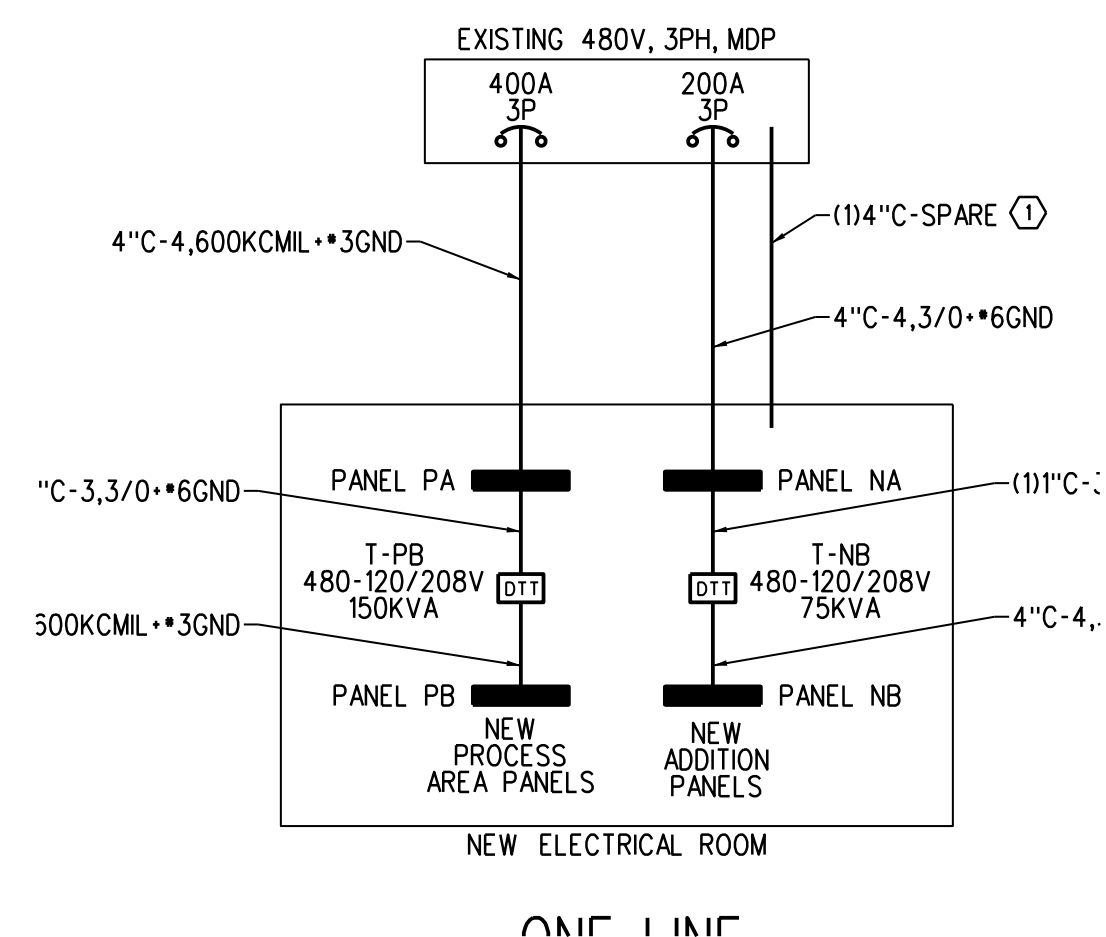 EXISTING 480V, 3PH, MDP
400A
3P
200A
3P
(1)4"C-SPARE 1
4"C-4,600KCMIL+#3GND
4"C-4,3/0+#6GND
PANEL PA
PANEL NA
"C-3,3/0+#6GND
(1)1"C-
T-PB
480-120/208V
150KVA
DTT
DTT
T-NB
480-120/208V
75KVA
600KCMIL+#3GND
4"C-4,
PANEL PB
PANEL NB
NEW
PROCESS
AREA PANELS
NEW
ADDITION
PANELS
NEW ELECTRICAL ROOM
ONE LINE